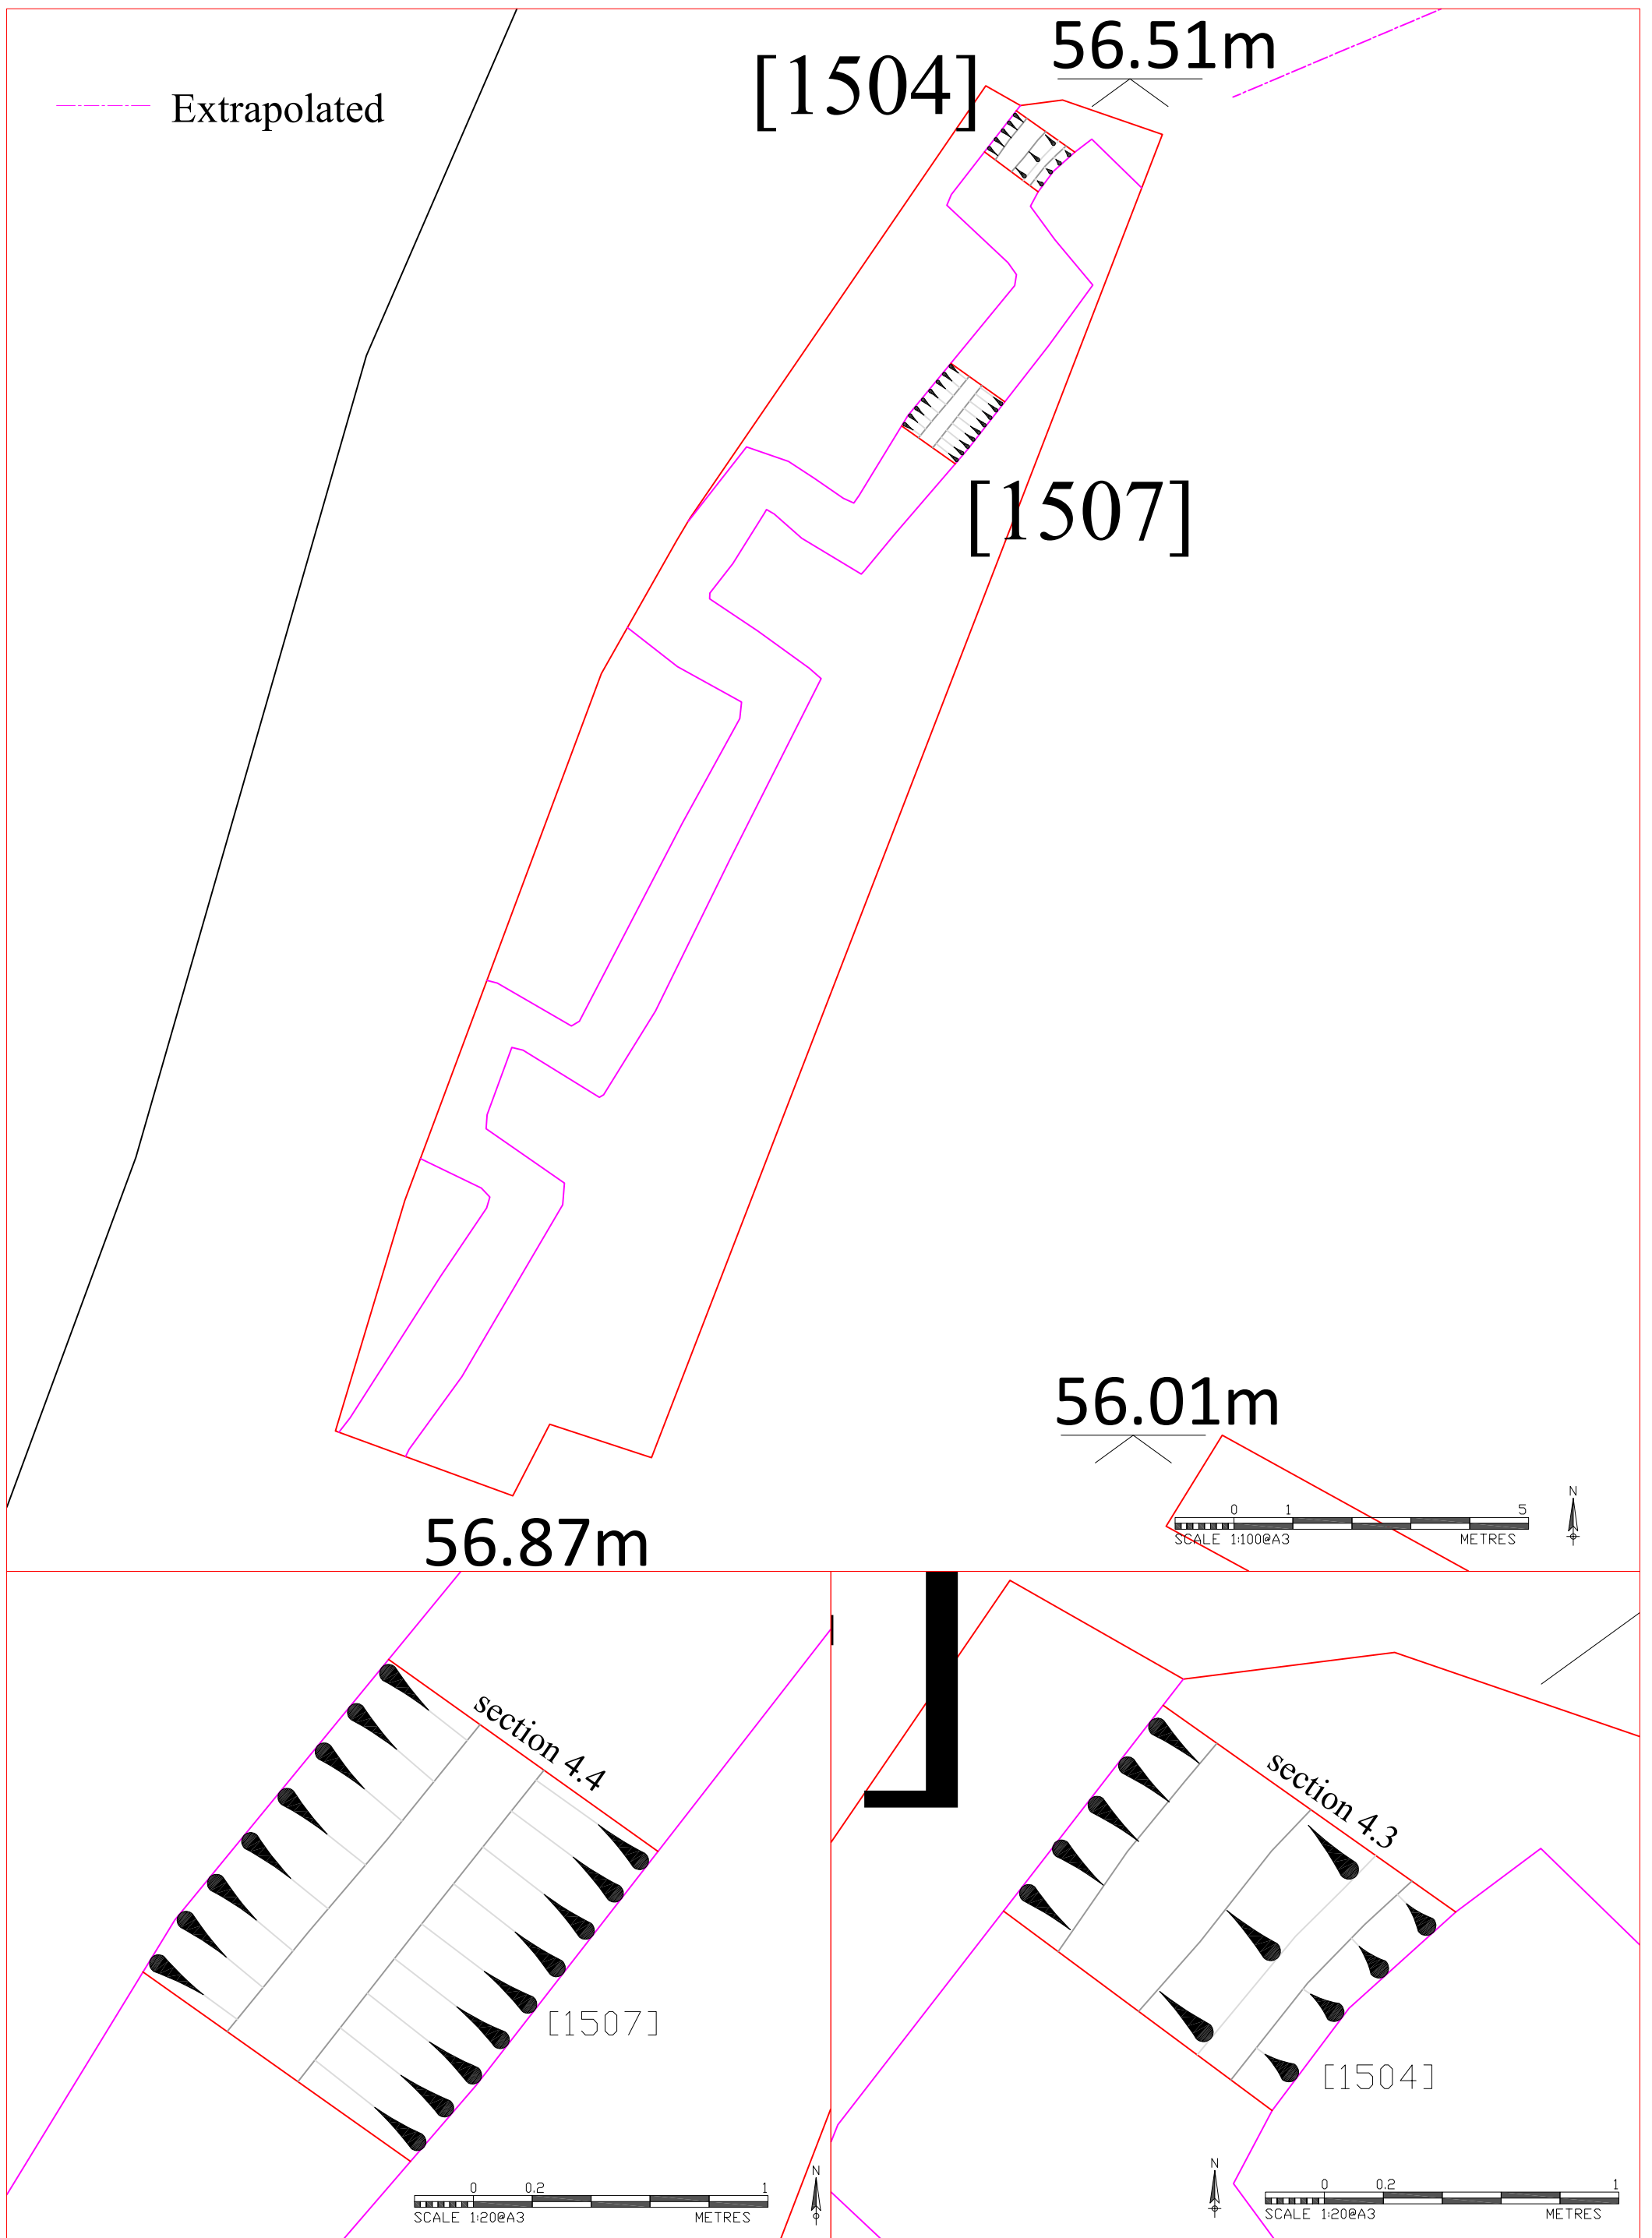 56.51m
[1504]
Extrapolated
[1507]
56.01m
0 1 5
SCALE 1:100@A3 METRES
N
56.87m
section 4.4
[1507]
0 0.2 1
SCALE 1:20@A3 METRES
N
section 4.3
[1504]
N
0 0.2 1
SCALE 1:20@A3 METRES